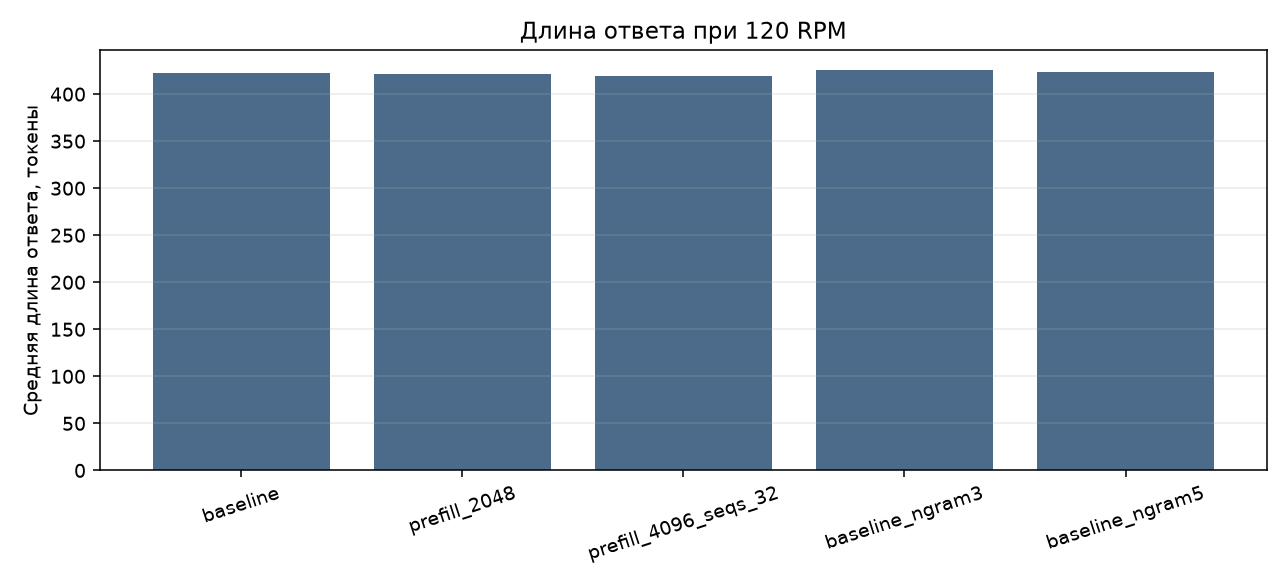 Длина ответа при 120 RPM
Средняя длина ответа, токены
400
350
300
250
200
150
100
50
0
baseline
prefill_2048
prefill_4096_seqs_32
baseline_ngram3
baseline_ngram5